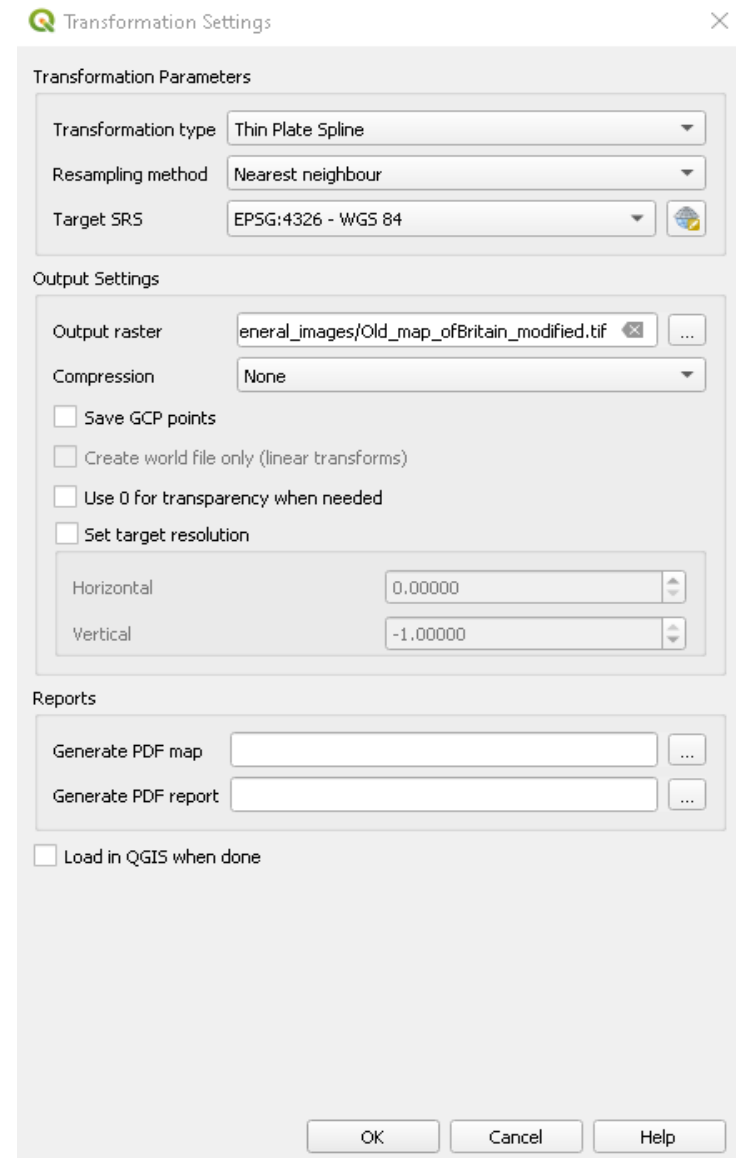 Transformation Settings
Transformation Parameters
Transformation type Thin Plate Spline
Resampling method Nearest neighbour
Target SRS EPSG:4326 - WGS 84
Output Settings
Output raster eneral_images/Old_map_ofBritain_modified.tif ...
Compression None
Save GCP points
Create world file only (linear transforms)
Use 0 for transparency when needed
Set target resolution
Horizontal 0.00000
Vertical -1.00000
Reports
Generate PDF map ...
Generate PDF report ...
Load in QGIS when done
OK Cancel Help